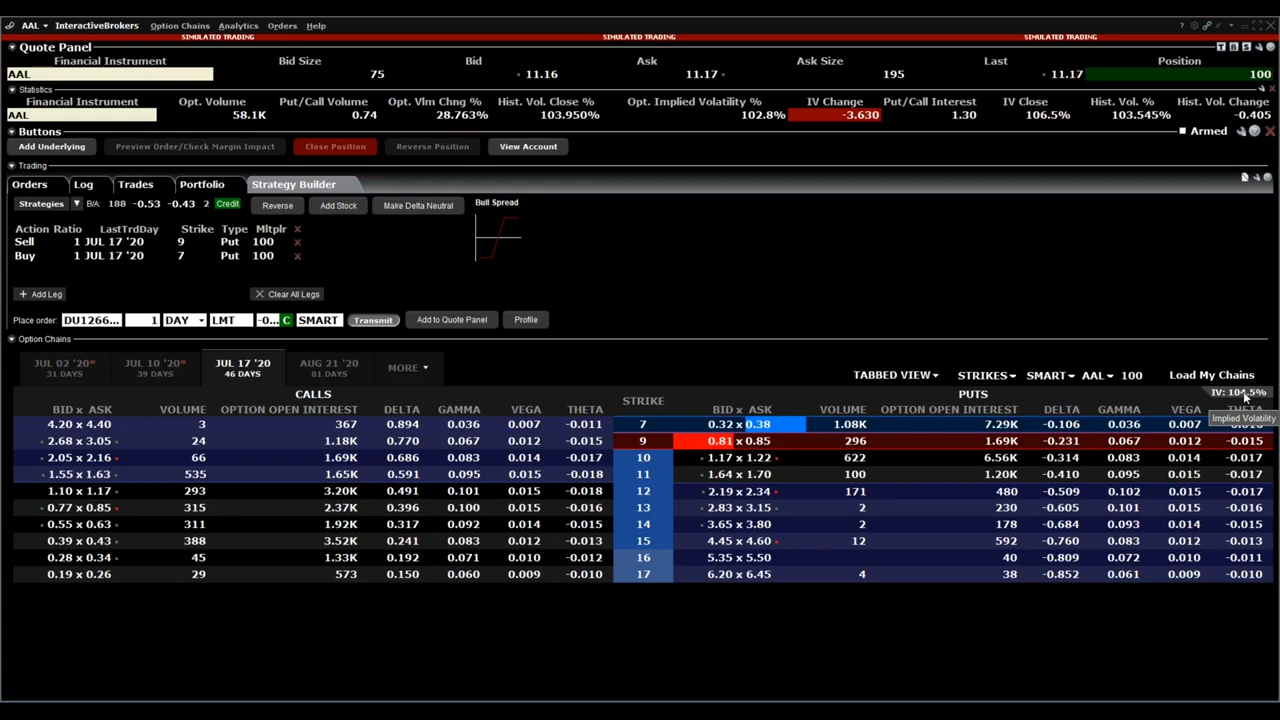 AAL InteractiveBrokers Option Chains Analytics Orders Help ?
SIMULATED TRADING SIMULATED TRADING SIMULATED TRADING
Quote Panel T B S
Financial Instrument Bid Size Bid Ask Ask Size Last Position
AAL 75 11.16 11.17 195 11.17 100
Statistics
Financial Instrument Opt. Volume Put/Call Volume Opt. Vlm Chng % Hist. Vol. Close % Opt. Implied Volatility % IV Change Put/Call Interest IV Close Hist. Vol. % Hist. Vol. Change
AAL 58.1K 0.74 28.763% 103.950% 102.8% -3.630 1.30 106.5% 103.545% -0.405
Buttons Armed
Add Underlying Preview Order/Check Margin Impact Close Position Reverse Position View Account
Trading
Orders Log Trades Portfolio Strategy Builder
Strategies B/A: 188 -0.53 -0.43 2 Credit Reverse Add Stock Make Delta Neutral Bull Spread
Action Ratio LastTrdDay Strike Type Mltplr X
Sell 1 JUL 17 '20 9 Put 100 X
Buy 1 JUL 17 '20 7 Put 100 X
+ Add Leg X Clear All Legs
Place order: DU1266... 1 DAY LMT -0... C SMART Transmit Add to Quote Panel Profile
Option Chains
JUL 02 '20W JUL 10 '20W JUL 17 '20 AUG 21 '20 MORE
31 DAYS 39 DAYS 46 DAYS 81 DAYS
TABBED VIEW STRIKES SMART AAL 100 Load My Chains
CALLS PUTS IV: 104.5%
BID x ASK VOLUME OPTION OPEN INTEREST DELTA GAMMA VEGA THETA STRIKE BID x ASK VOLUME OPTION OPEN INTEREST DELTA GAMMA VEGA THETA
Implied Volatility
4.20 x 4.40 3 367 0.894 0.036 0.007 -0.011 7 0.32 x 0.38 1.08K 7.29K -0.106 0.036 0.007
2.68 x 3.05 24 1.18K 0.770 0.067 0.012 -0.015 9 0.81 x 0.85 296 1.69K -0.231 0.067 0.012 -0.015
2.05 x 2.16 66 1.69K 0.686 0.083 0.014 -0.017 10 1.17 x 1.22 622 6.56K -0.314 0.083 0.014 -0.017
1.55 x 1.63 535 1.65K 0.591 0.095 0.015 -0.018 11 1.64 x 1.70 100 1.20K -0.410 0.095 0.015 -0.017
1.10 x 1.17 293 3.20K 0.491 0.101 0.015 -0.018 12 2.19 x 2.34 171 480 -0.509 0.102 0.015 -0.017
0.77 x 0.85 315 2.37K 0.396 0.100 0.015 -0.016 13 2.83 x 3.15 2 230 -0.605 0.101 0.015 -0.016
0.55 x 0.63 311 1.92K 0.317 0.092 0.014 -0.015 14 3.65 x 3.80 2 178 -0.684 0.093 0.014 -0.015
0.39 x 0.43 388 3.52K 0.241 0.083 0.012 -0.013 15 4.45 x 4.60 12 592 -0.760 0.083 0.012 -0.013
0.28 x 0.34 45 1.33K 0.192 0.071 0.010 -0.012 16 5.35 x 5.50 40 -0.809 0.072 0.010 -0.011
0.19 x 0.26 29 573 0.150 0.060 0.009 -0.010 17 6.20 x 6.45 4 38 -0.852 0.061 0.009 -0.010